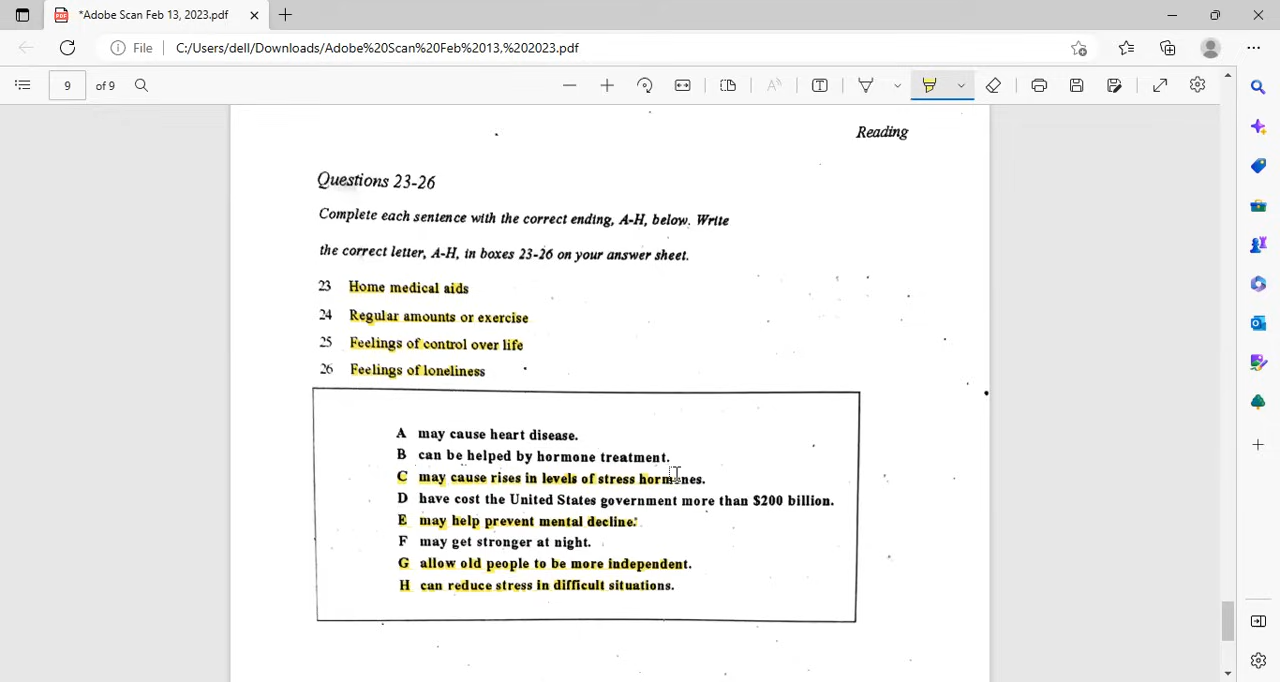 *Adobe Scan Feb 13, 2023.pdf
File C:/Users/dell/Downloads/Adobe%20Scan%20Feb%2013,%202023.pdf
9 of 9
Reading
Questions 23-26
Complete each sentence with the correct ending, A-H, below. Write
the correct letter, A-H, in boxes 23-26 on your answer sheet.
23 Home medical aids
24 Regular amounts or exercise
25 Feelings of control over life
26 Feelings of loneliness
A may cause heart disease.
B can be helped by hormone treatment.
C may cause rises in levels of stress hormones.
D have cost the United States government more than $200 billion.
E may help prevent mental decline.
F may get stronger at night.
G allow old people to be more independent.
H can reduce stress in difficult situations.